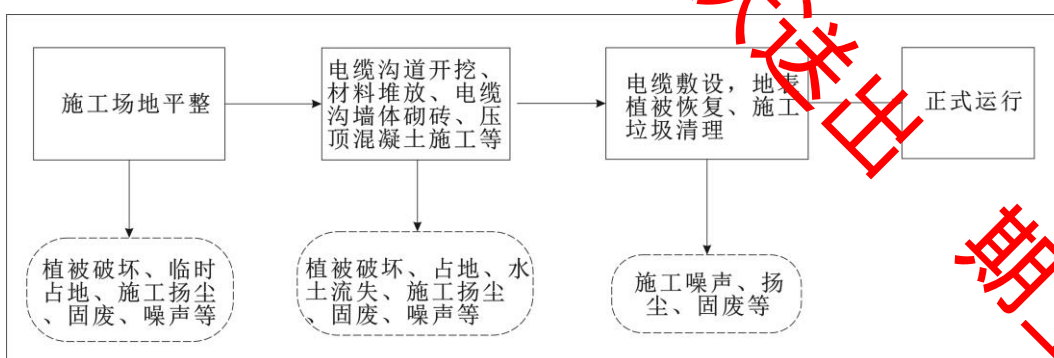 施工场地平整
电缆沟道开挖、
材料堆放、电缆
沟墙体砌砖、压
顶混凝土施工等
电缆敷设，地表
植被恢复、施工
垃圾清理
正式运行
植被破坏、临时
占地、施工扬尘
、固废、噪声等
植被破坏、占地、水
土流失、施工扬尘
、固废、噪声等
施工噪声、扬
尘、固废等
送出
期